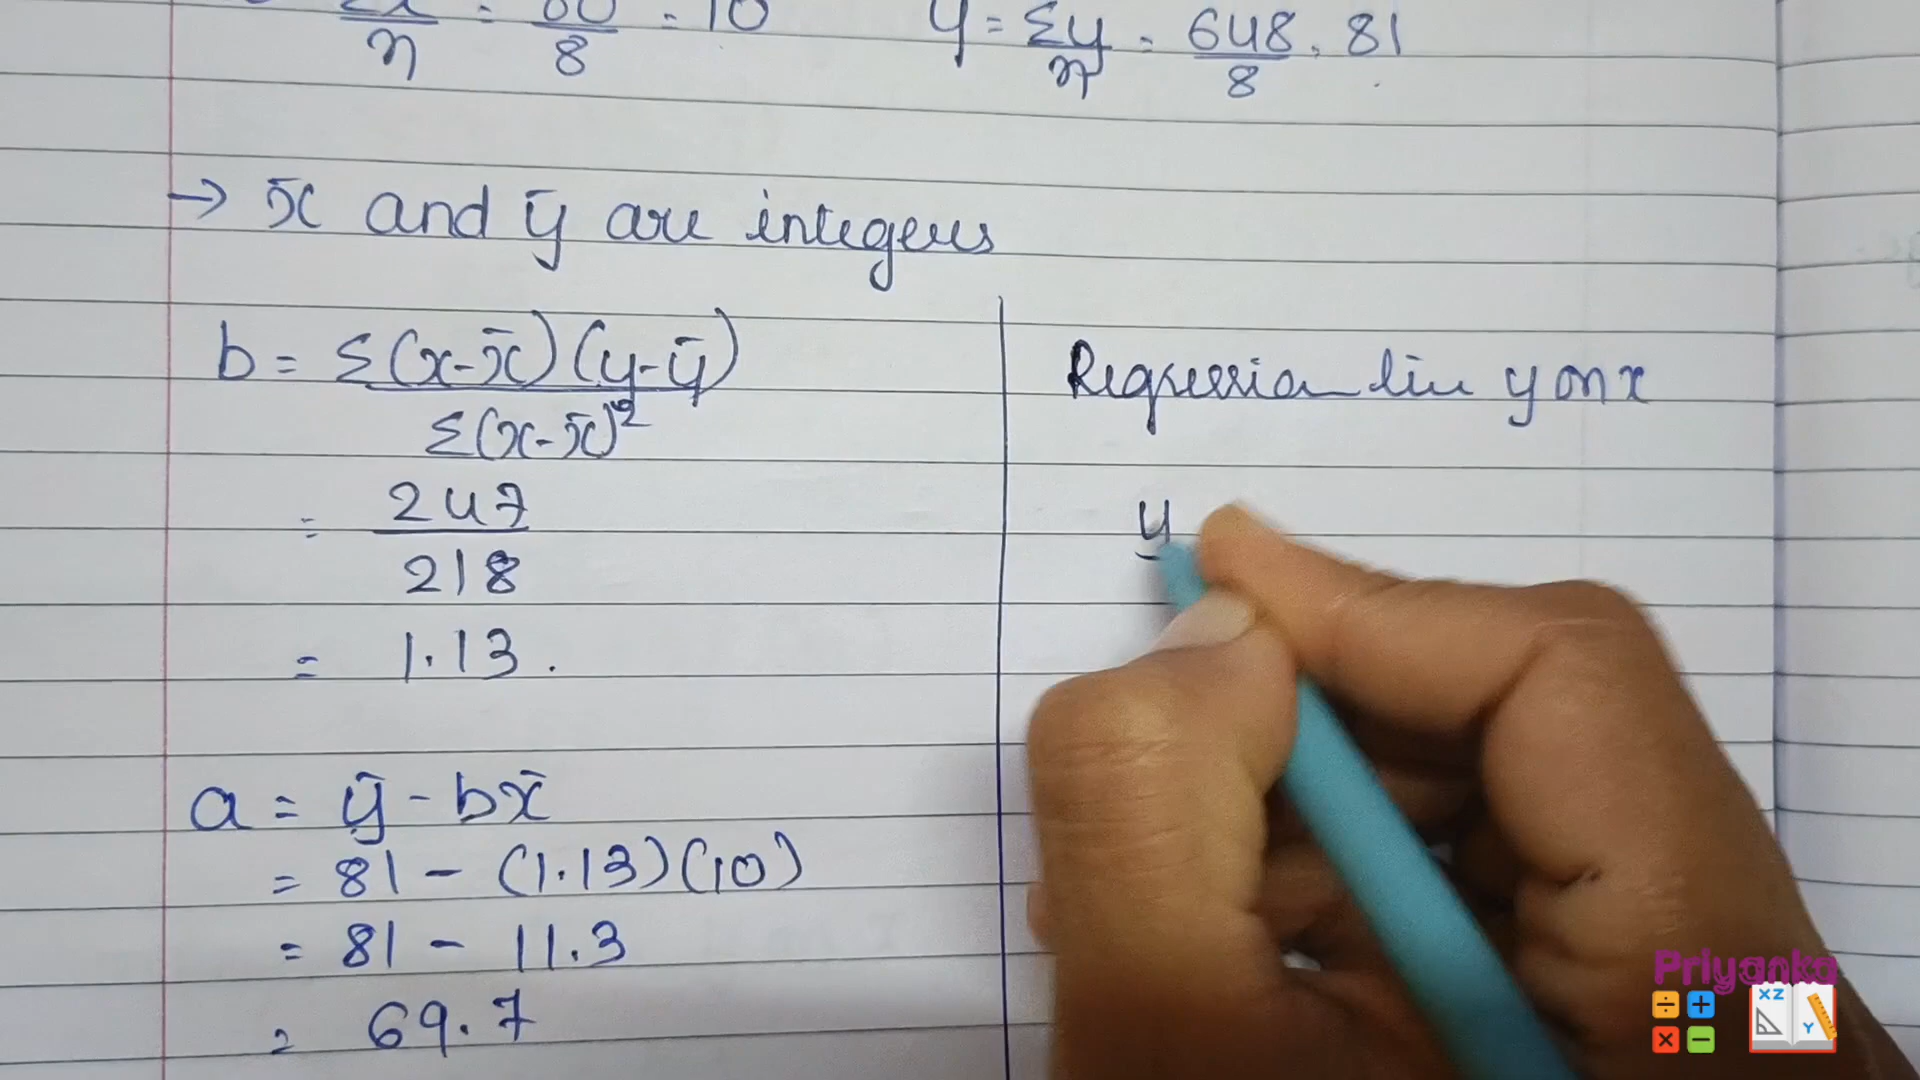 Σx/n = 80/8 = 10    ȳ = Σy/n = 648/8 = 81
→ x̄ and ȳ are integers
b = Σ(x-x̄)(y-ȳ)/Σ(x-x̄)²
= 247/218
= 1.13.
a = ȳ - bx̄
= 81 - (1.13)(10)
= 81 - 11.3
= 69.7
Regression line y on x
y
Priyanka
÷ +
× −
XZ
Y